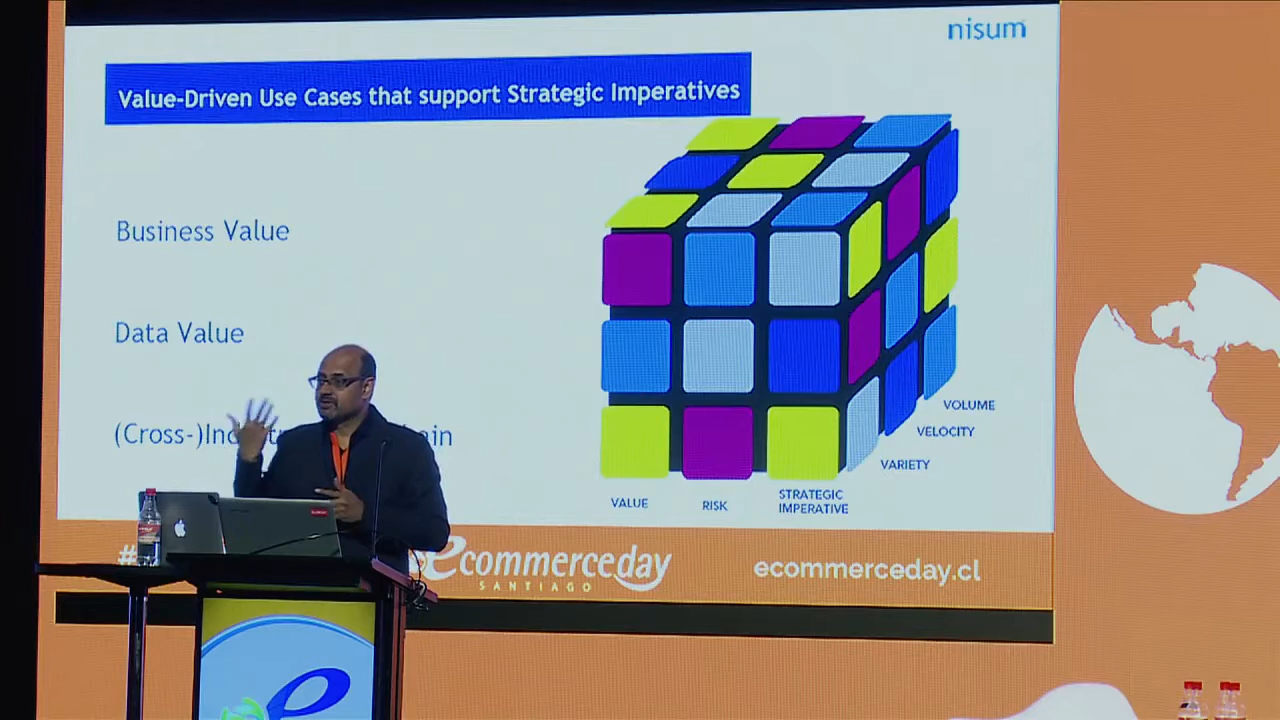 nisum
Value-Driven Use Cases that support Strategic Imperatives
Business Value
Data Value
(Cross-)
VOLUME
VELOCITY
VARIETY
VALUE
RISK
STRATEGIC
IMPERATIVE
#
ecommerceday
SANTIAGO
ecommerceday.cl
e